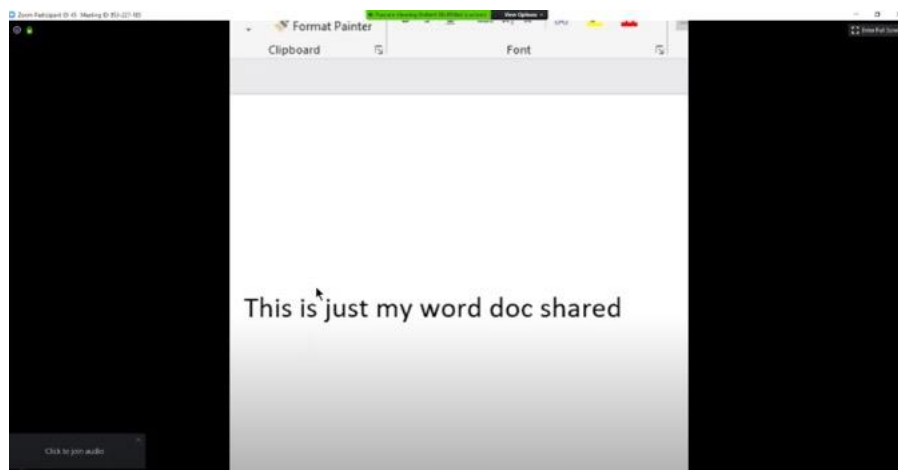 View Options
Format Painter
Clipboard
Font
This is just my word doc shared
Click to join audio